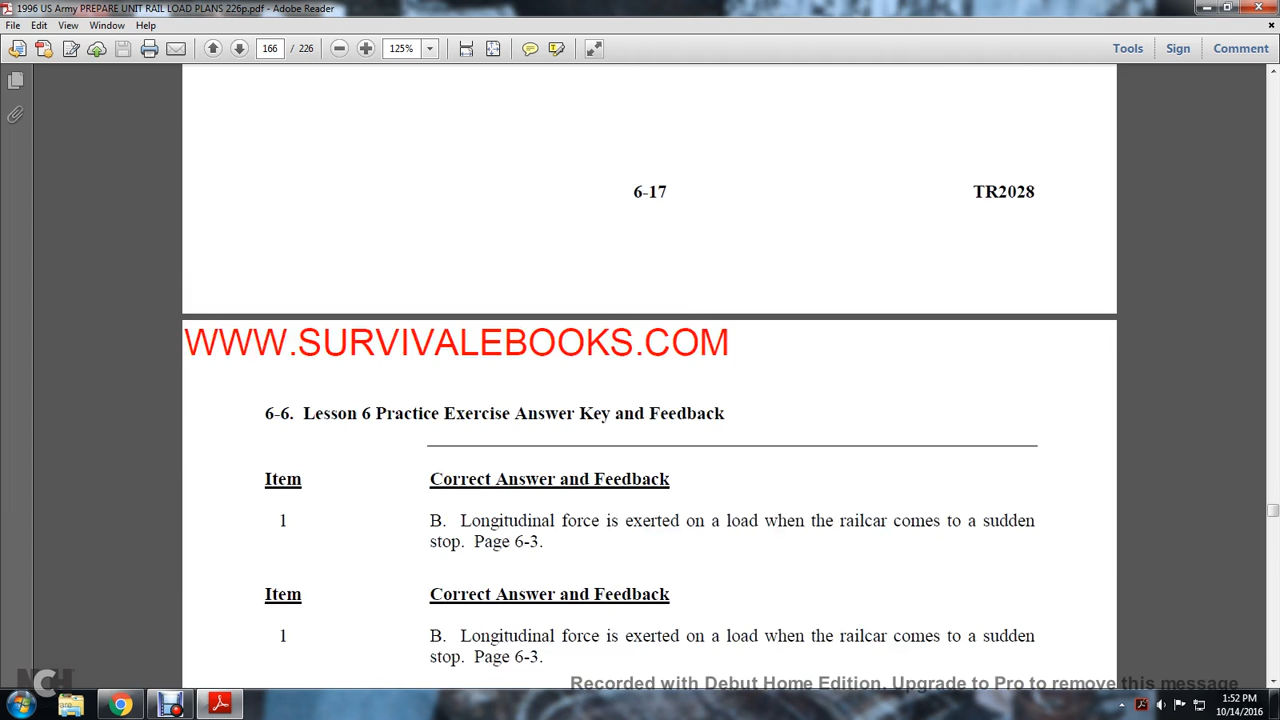 1996 US Army PREPARE UNIT RAIL LOAD PLANS 226p.pdf - Adobe Reader
File Edit View Window Help
166 / 226 125% Tools Sign Comment
6-17 TR2028
WWW.SURVIVALEBOOKS.COM
6-6. Lesson 6 Practice Exercise Answer Key and Feedback
Item Correct Answer and Feedback
1 B. Longitudinal force is exerted on a load when the railcar comes to a sudden
stop. Page 6-3.
Item Correct Answer and Feedback
1 B. Longitudinal force is exerted on a load when the railcar comes to a sudden
stop. Page 6-3.
NCH
Recorded with Debut Home Edition. Upgrade to Pro to remove this message
1:52 PM
10/14/2016